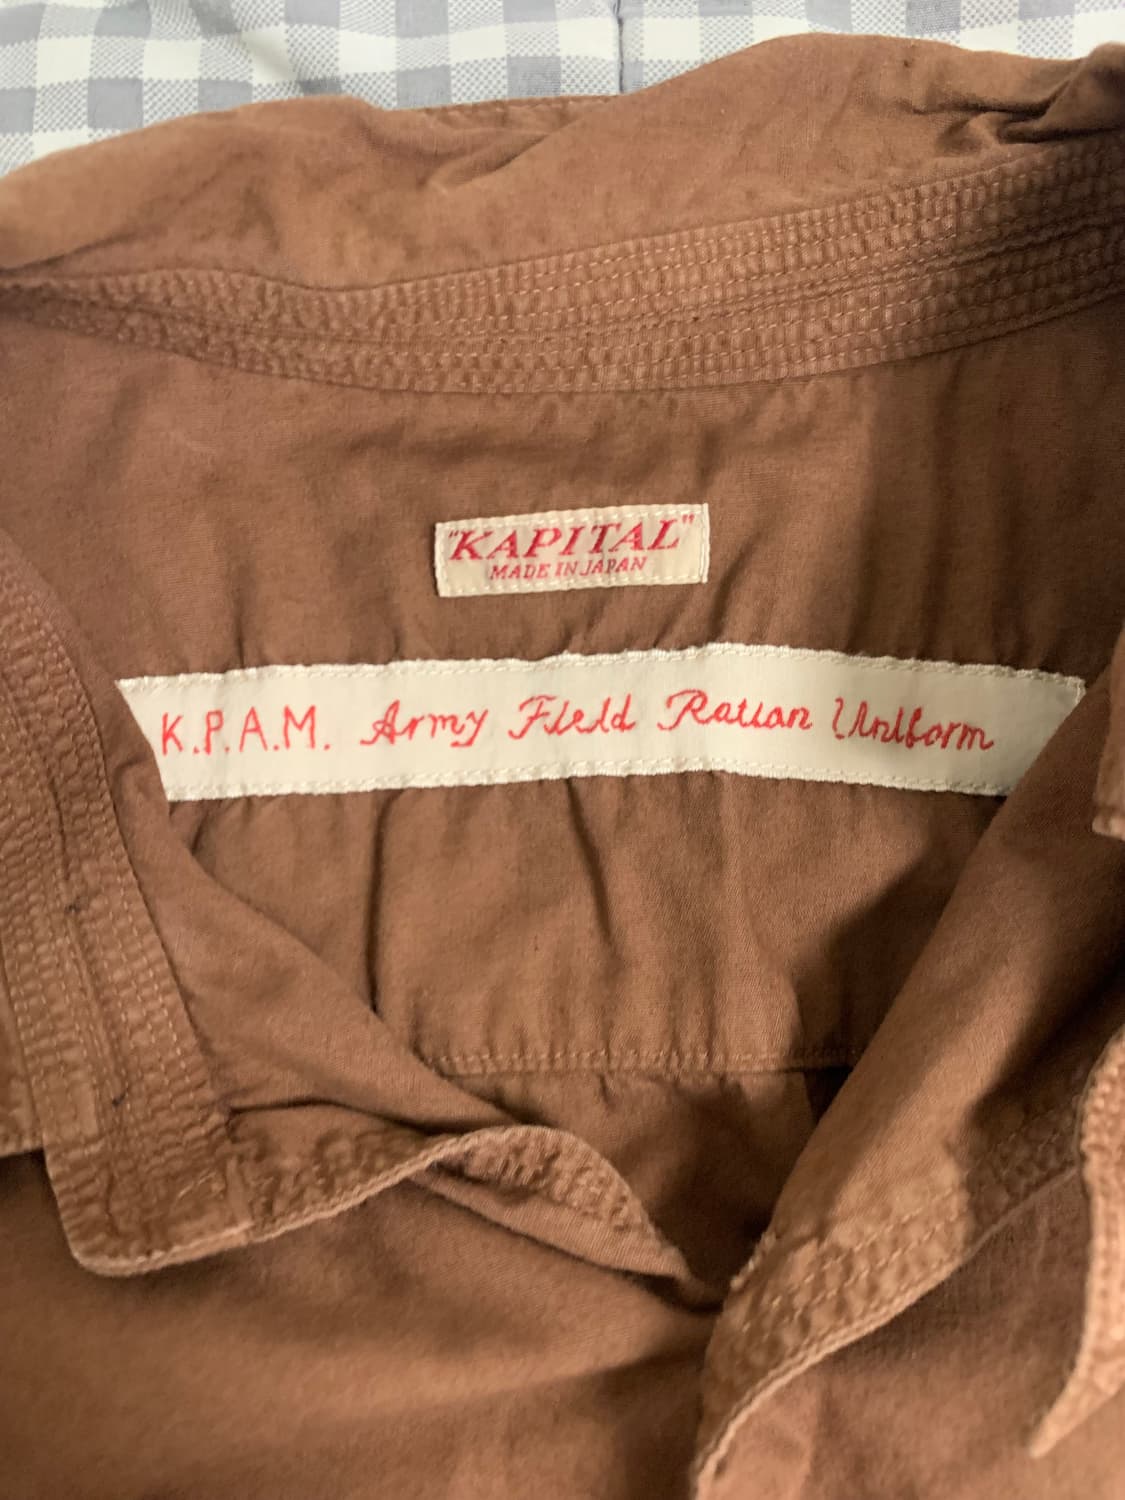 "KAPITAL"
MADE IN JAPAN
K.P.A.M. Army Field Ration Uniform